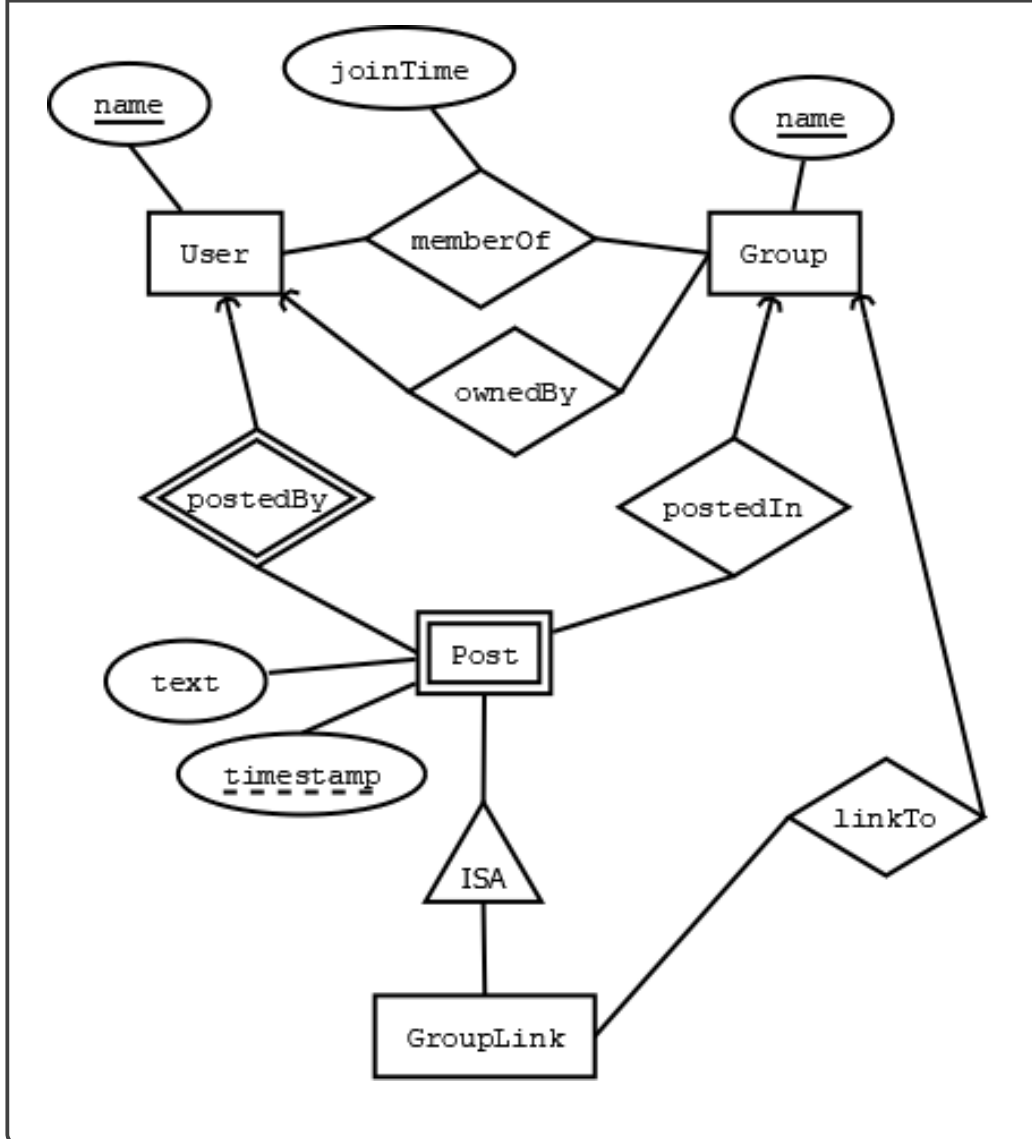 joinTime
name
name
User
memberOf
Group
ownedBy
postedBy
postedIn
Post
text
timestamp
linkTo
ISA
GroupLink